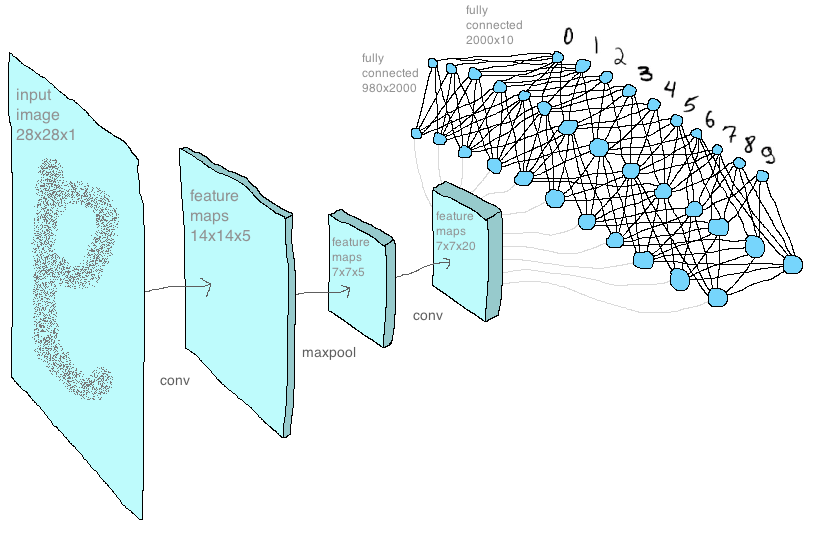 input
image
28x28x1
conv
feature
maps
14x14x5
maxpool
feature
maps
7x7x5
conv
feature
maps
7x7x20
fully
connected
980x2000
fully
connected
2000x10
0 1 2 3 4 5 6 7 8 9